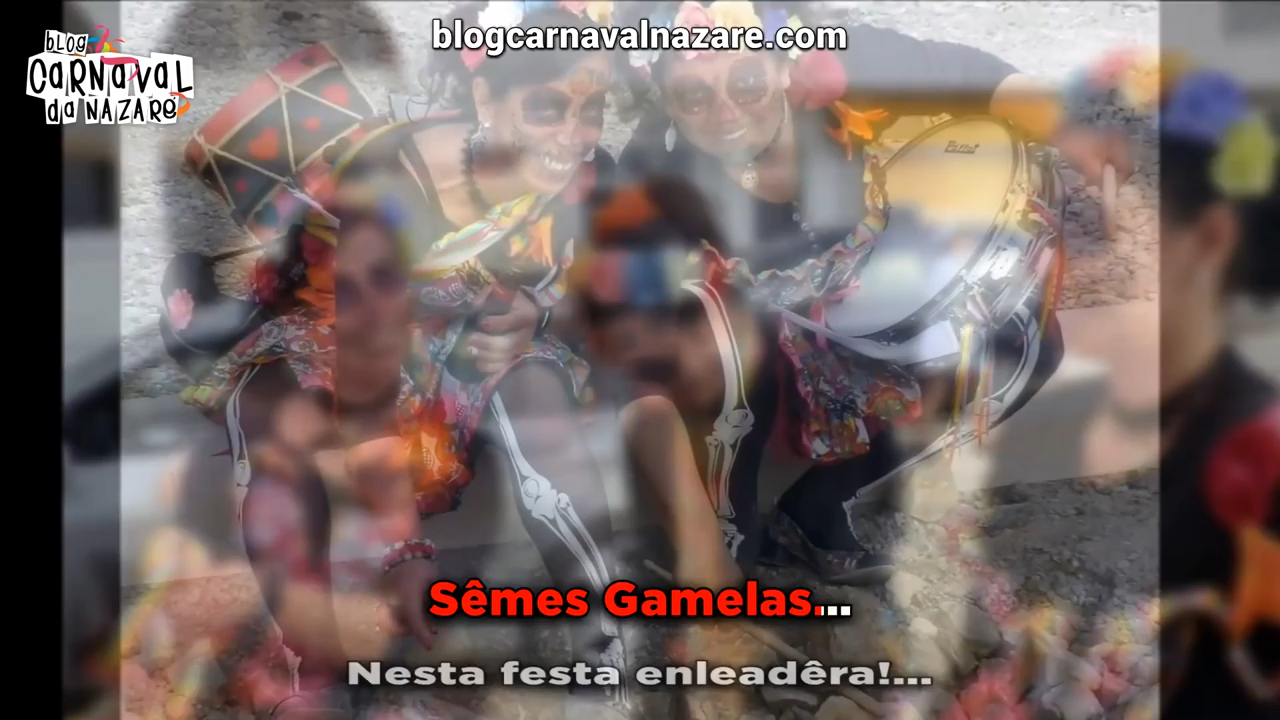 blogcarnavalnazare.com
BLOG
CARNAVAL
da NAZARÉ
Sêmes Gamelas...
Nesta festa enleadêra!...